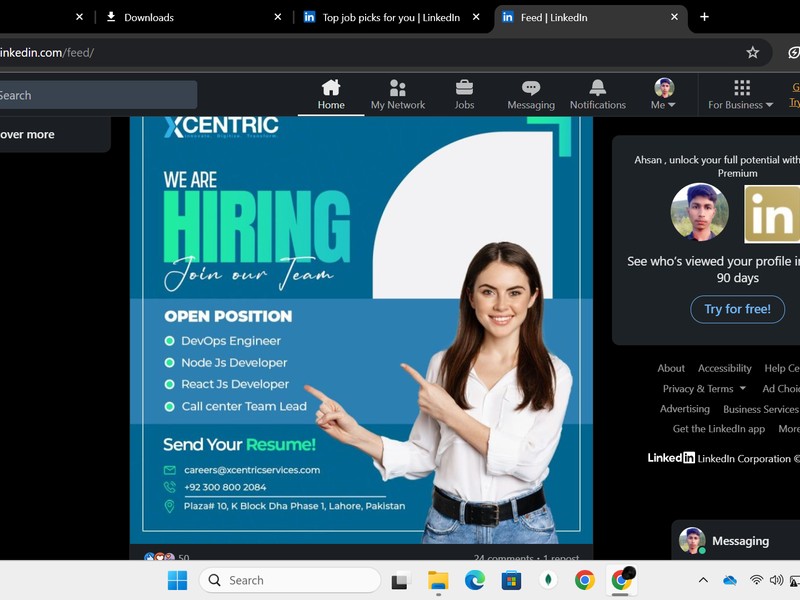 Downloads
Top job picks for you | LinkedIn
Feed | LinkedIn
inkedin.com/feed/
Search
Home
My Network
Jobs
Messaging
Notifications
Me
For Business
over more
XCENTRIC
WE ARE
HIRING
Join our Team
OPEN POSITION
DevOps Engineer
Node Js Developer
React Js Developer
Call center Team Lead
Send Your Resume!
careers@xcentricservices.com
+92 300 800 2084
Plaza# 10, K Block Dha Phase 1, Lahore, Pakistan
50
24 comments • 1 repost
Ahsan , unlock your full potential with
Premium
in
See who's viewed your profile in
90 days
Try for free!
About Accessibility Help Ce
Privacy & Terms Ad Choic
Advertising Business Services
Get the LinkedIn app More
LinkedIn LinkedIn Corporation ©
Messaging
Search